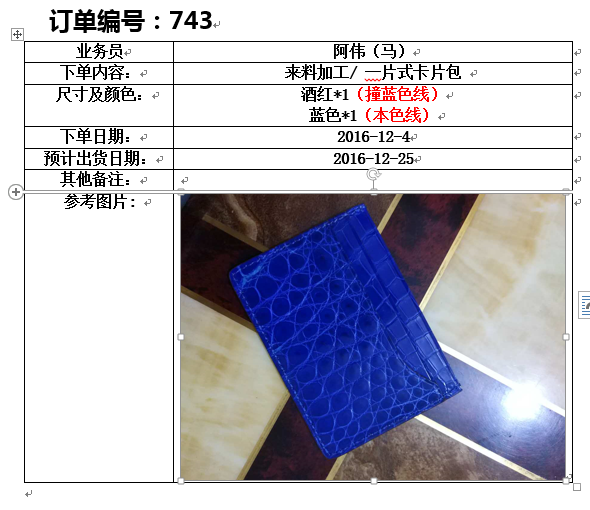 订单编号：743
业务员 阿伟（马）
下单内容： 来料加工/ 一片式卡片包
尺寸及颜色： 酒红*1（撞蓝色线）
蓝色*1（本色线）
下单日期： 2016-12-4
预计出货日期： 2016-12-25
其他备注：
参考图片：